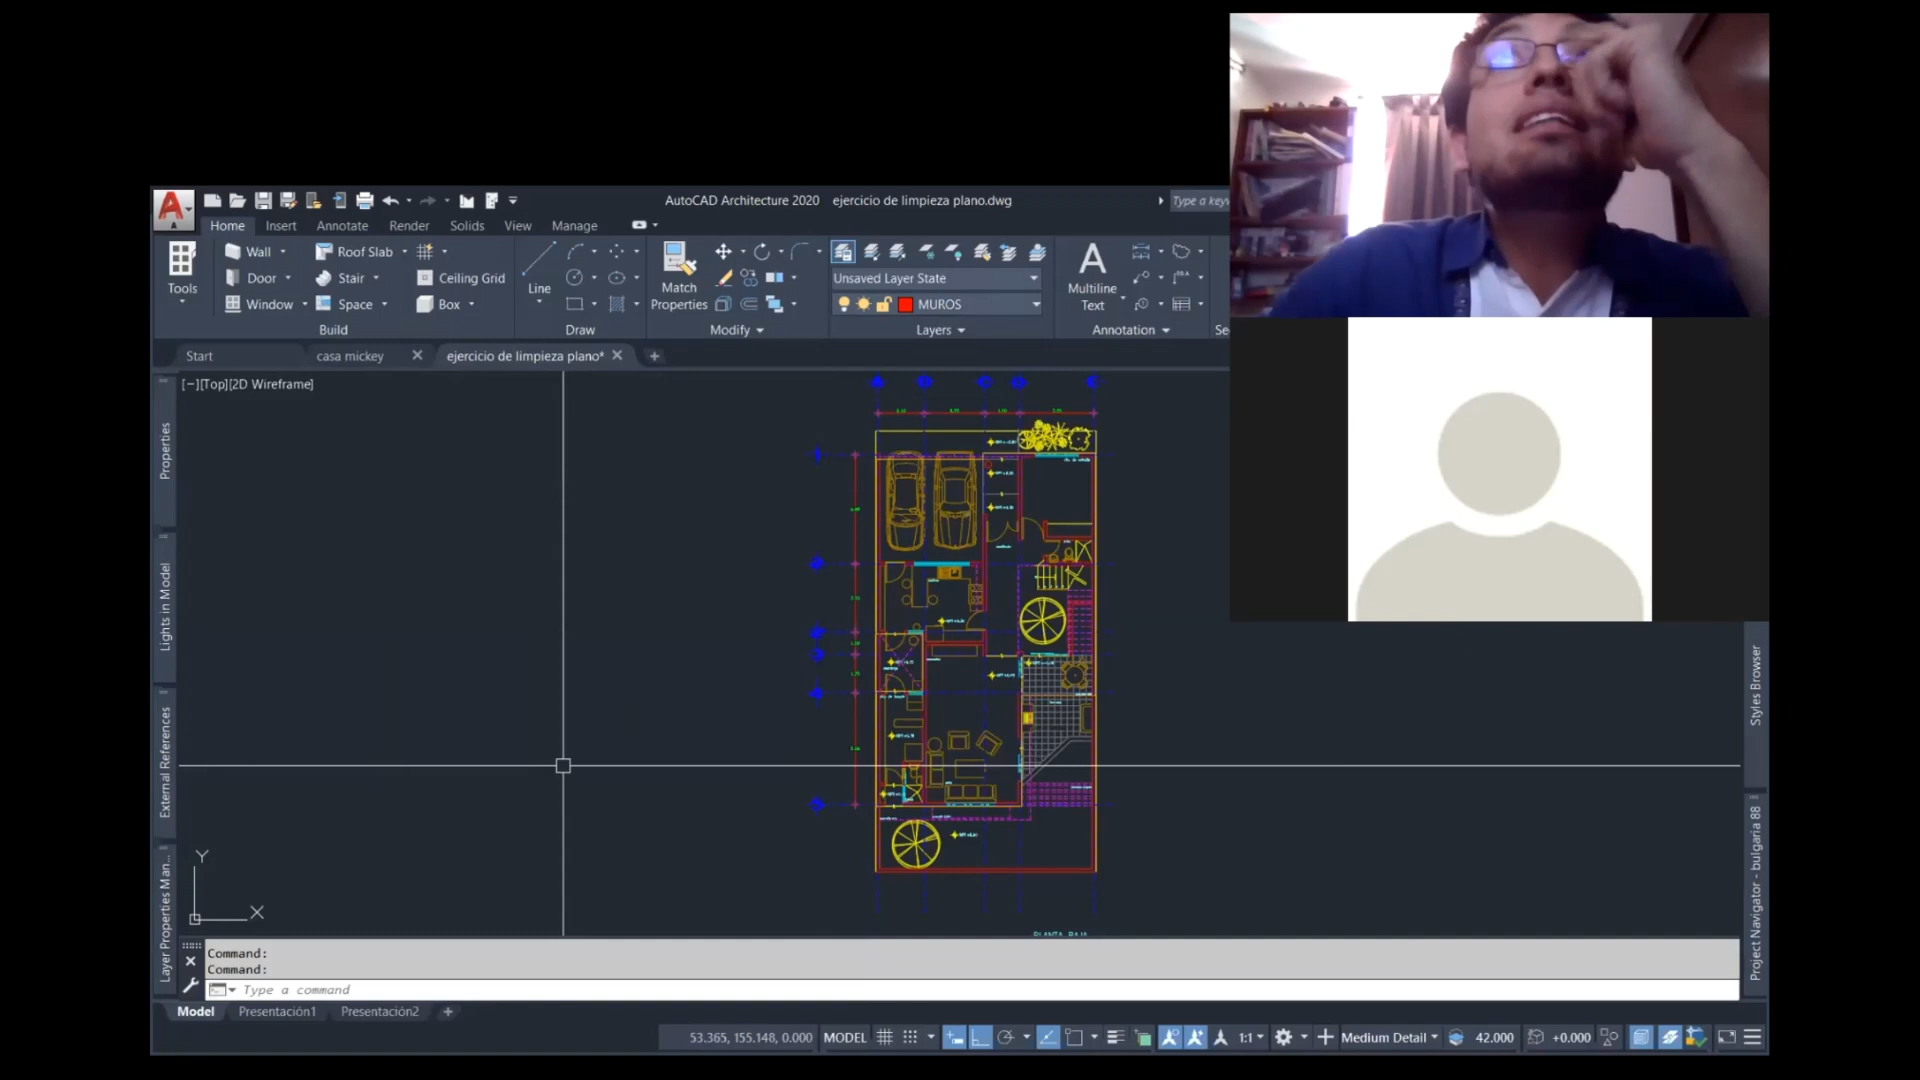 AutoCAD Architecture 2020 ejercicio de limpieza plano.dwg
Type a keyw
Home Insert Annotate Render Solids View Manage
Tools
Wall
Door
Window
Roof Slab
Stair
Space
Ceiling Grid
Box
Build
Line
Draw
Match
Properties
Modify
Unsaved Layer State
MUROS
Layers
A
Multiline
Text
Annotation
Se
Start casa mickey ejercicio de limpieza plano*
[−][Top][2D Wireframe]
Properties
Lights in Model
External References
Layer Properties Man...
Styles Browser
Project Navigator - bulgaria 88
Y
X
PLANTA BAJA
Command:
Command:
Type a command
Model Presentación1 Presentación2
53.365, 155.148, 0.000 MODEL 1:1 Medium Detail 42.000 +0.000